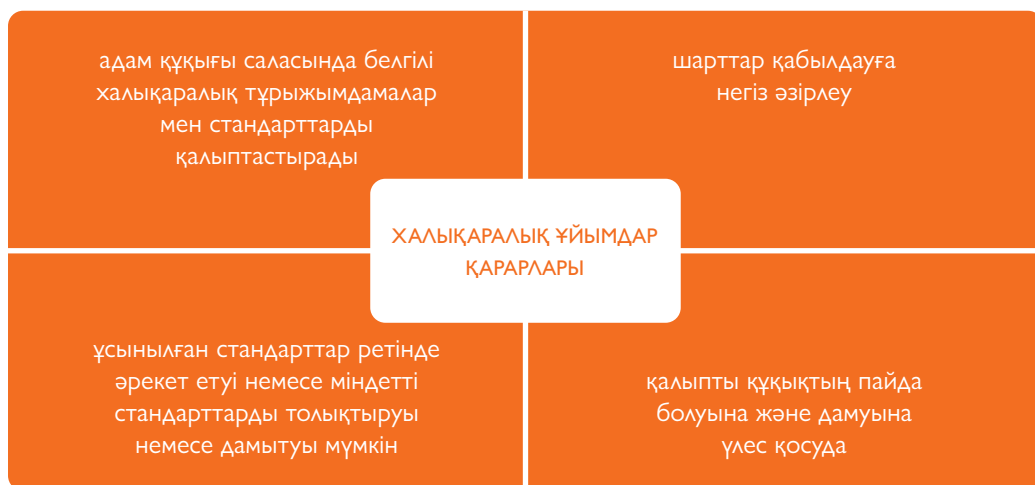 адам құқығы саласында белгілі
халықаралық тұрыжымдамалар
мен стандарттарды
қалыптастырады
шарттар қабылдауға
негіз әзірлеу
ХАЛЫҚАРАЛЫҚ ҰЙЫМДАР
ҚАРАРЛАРЫ
ұсынылған стандарттар ретінде
әрекет етуі немесе міндетті
стандарттарды толықтыруы
немесе дамытуы мүмкін
қалыпты құқықтың пайда
болуына және дамуына
үлес қосуда